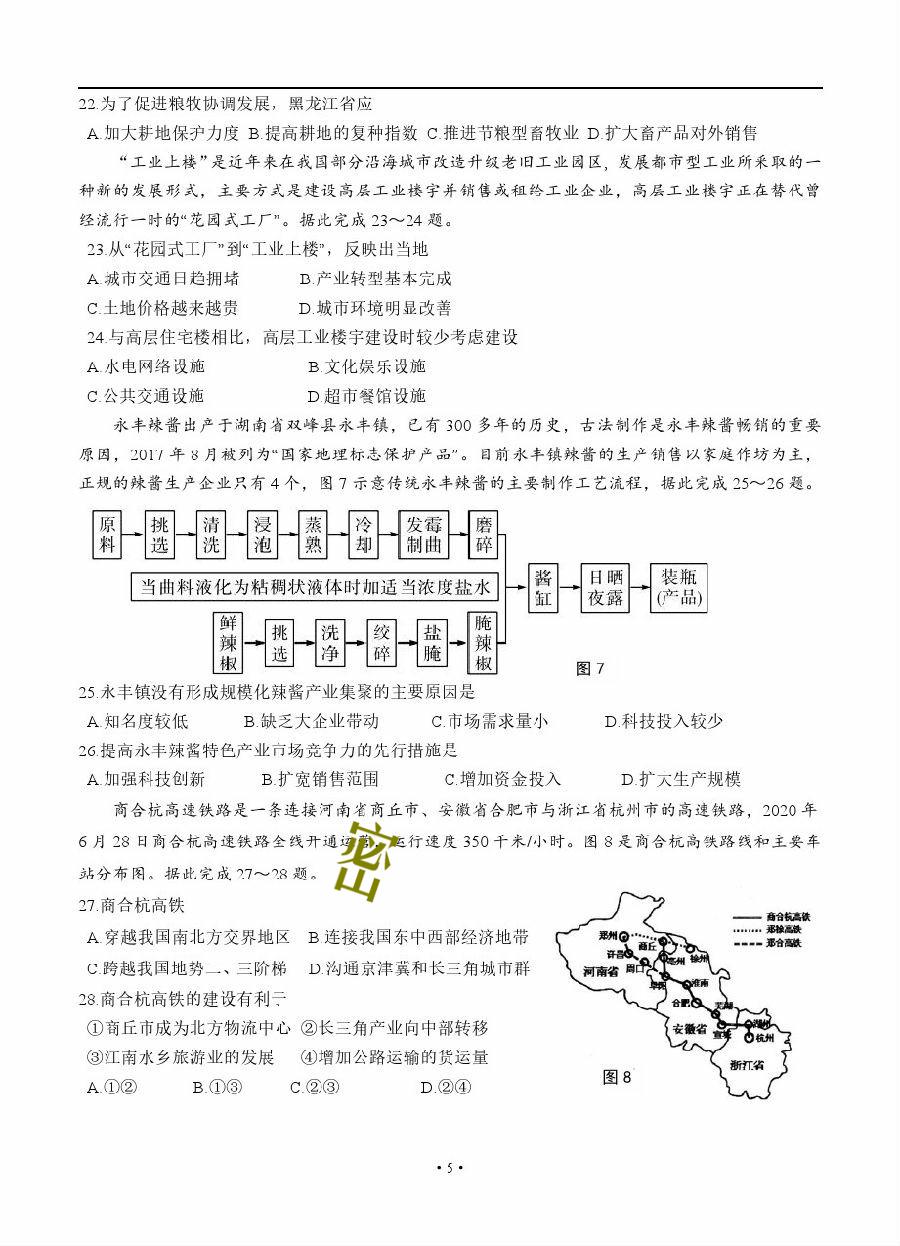 22.为了促进粮牧协调发展，黑龙江省应
A.加大耕地保护力度 B.提高耕地的复种指数 C.推进节粮型畜牧业 D.扩大畜产品对外销售
“工业上楼”是近年来在我国部分沿海城市改造升级老旧工业园区，发展都市型工业所采取的一
种新的发展形式，主要方式是建设高层工业楼宇并销售或租给工业企业，高层工业楼宇正在替代曾
经流行一时的“花园式工厂”。据此完成 23～24 题。
23.从“花园式工厂”到“工业上楼”，反映出当地
A.城市交通日趋拥堵 B.产业转型基本完成
C.土地价格越来越贵 D.城市环境明显改善
24.与高层住宅楼相比，高层工业楼宇建设时较少考虑建设
A.水电网络设施 B.文化娱乐设施
C.公共交通设施 D.超市餐馆设施
永丰辣酱出产于湖南省双峰县永丰镇，已有 300 多年的历史，古法制作是永丰辣酱畅销的重要
原因，2017 年 8 月被列为“国家地理标志保护产品”。目前永丰镇辣酱的生产销售以家庭作坊为主，
正规的辣酱生产企业只有 4 个，图 7 示意传统永丰辣酱的主要制作工艺流程，据此完成 25～26 题。
原料 挑选 清洗 浸泡 蒸熟 冷却 发霉制曲 磨碎
当曲料液化为粘稠状液体时加适当浓度盐水 酱缸 日晒夜露 装瓶(产品)
鲜辣椒 挑选 洗净 绞碎 盐腌 腌辣椒
图 7
25.永丰镇没有形成规模化辣酱产业集聚的主要原因是
A.知名度较低 B.缺乏大企业带动 C.市场需求量小 D.科技投入较少
26.提高永丰辣酱特色产业市场竞争力的先行措施是
A.加强科技创新 B.扩宽销售范围 C.增加资金投入 D.扩大生产规模
商合杭高速铁路是一条连接河南省商丘市、安徽省合肥市与浙江省杭州市的高速铁路，2020 年
6 月 28 日商合杭高速铁路全线开通运营，运行速度 350 千米/小时。图 8 是商合杭高铁路线和主要车
站分布图。据此完成 27～28 题。
密
27.商合杭高铁
A.穿越我国南北方交界地区 B.连接我国东中西部经济地带
C.跨越我国地势二、三阶梯 D.沟通京津冀和长三角城市群
28.商合杭高铁的建设有利于
①商丘市成为北方物流中心 ②长三角产业向中部转移
③江南水乡旅游业的发展 ④增加公路运输的货运量
A.①② B.①③ C.②③ D.②④
商合杭高铁
郑徐高铁
郑合高铁
郑州
商丘
许昌
亳州
徐州
河南省
周口
阜阳
淮南
合肥
芜湖
安徽省
宣城
湖州
杭州
浙江省
图 8
·5·